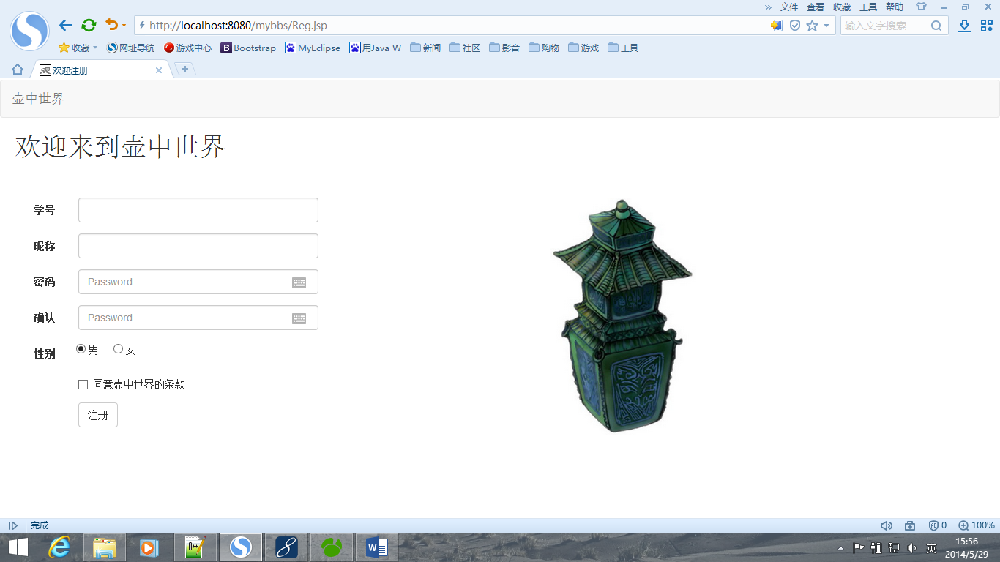 文件 查看 收藏 工具 帮助
http://localhost:8080/mybbs/Reg.jsp
输入文字搜索
收藏 网址导航 游戏中心 Bootstrap MyEclipse 用Java W 新闻 社区 影音 购物 游戏 工具
欢迎注册
壶中世界
欢迎来到壶中世界
学号
昵称
密码 Password
确认 Password
性别 男 女
同意壶中世界的条款
注册
完成 0 100%
英 15:56
2014/5/29